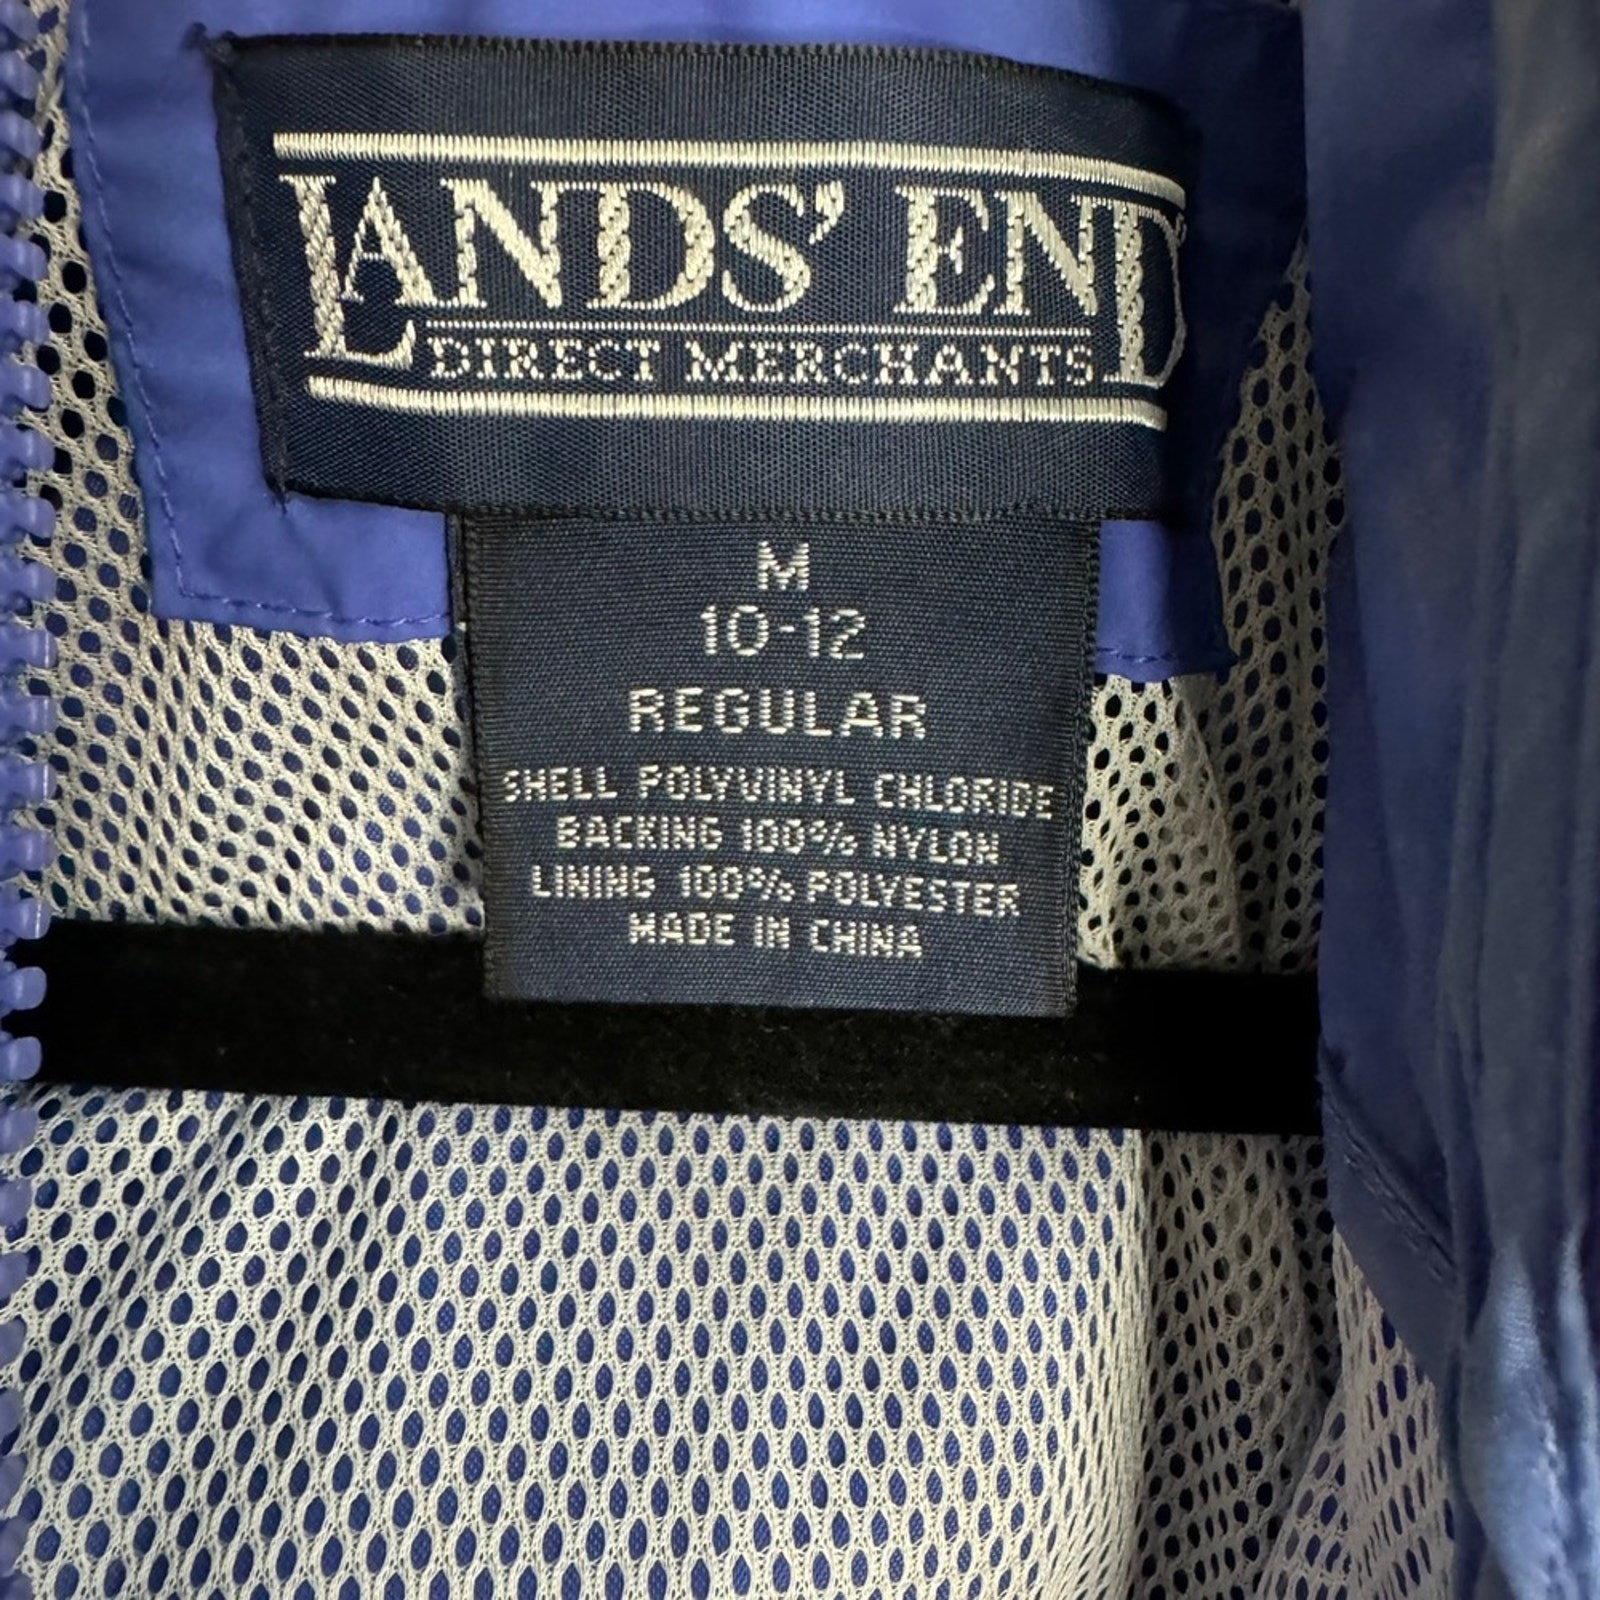 LANDS' END
DIRECT MERCHANTS
M
10-12
REGULAR
SHELL POLYVINYL CHLORIDE
BACKING 100% NYLON
LINING 100% POLYESTER
MADE IN CHINA